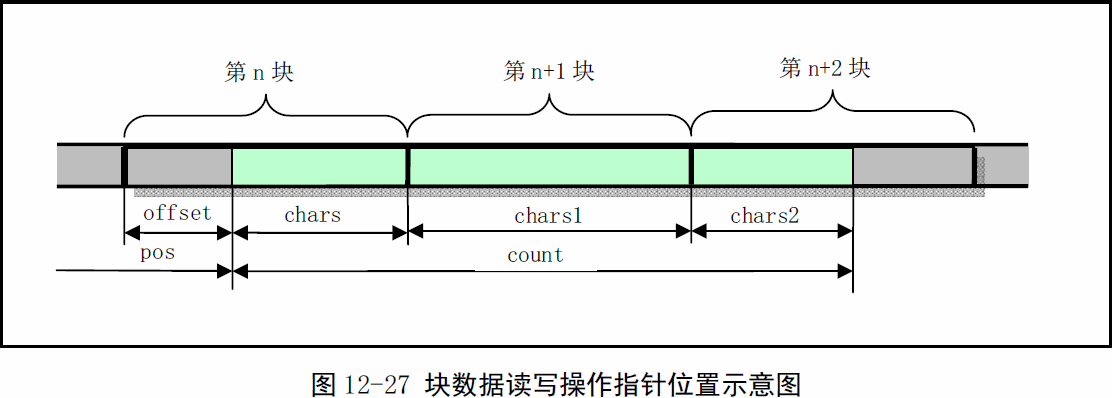 第 n 块 第 n+1 块 第 n+2 块
offset chars chars1 chars2
pos count
图 12-27 块数据读写操作指针位置示意图